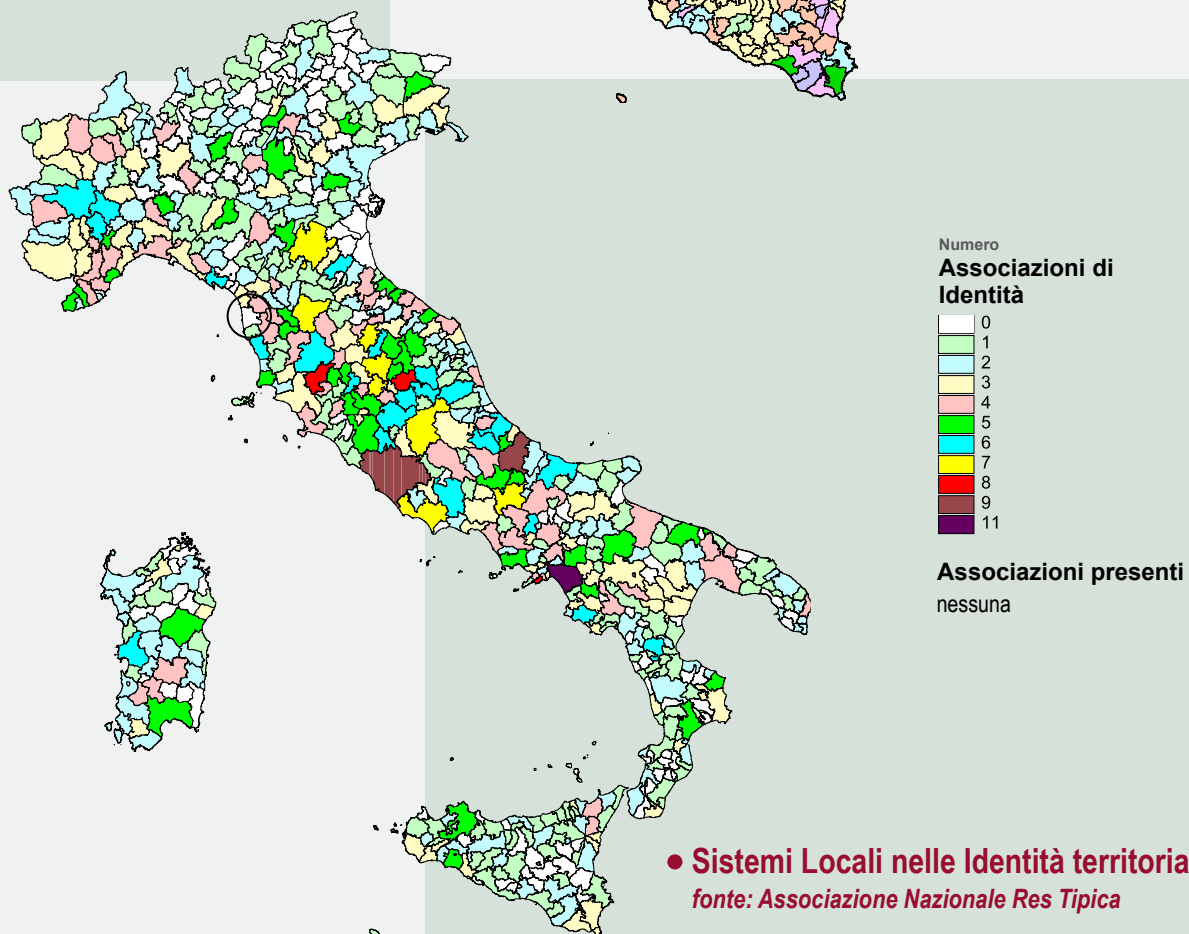 Numero
Associazioni di
Identità
0
1
2
3
4
5
6
7
8
9
11
Associazioni presenti
nessuna
• Sistemi Locali nelle Identità territoria
fonte: Associazione Nazionale Res Tipica